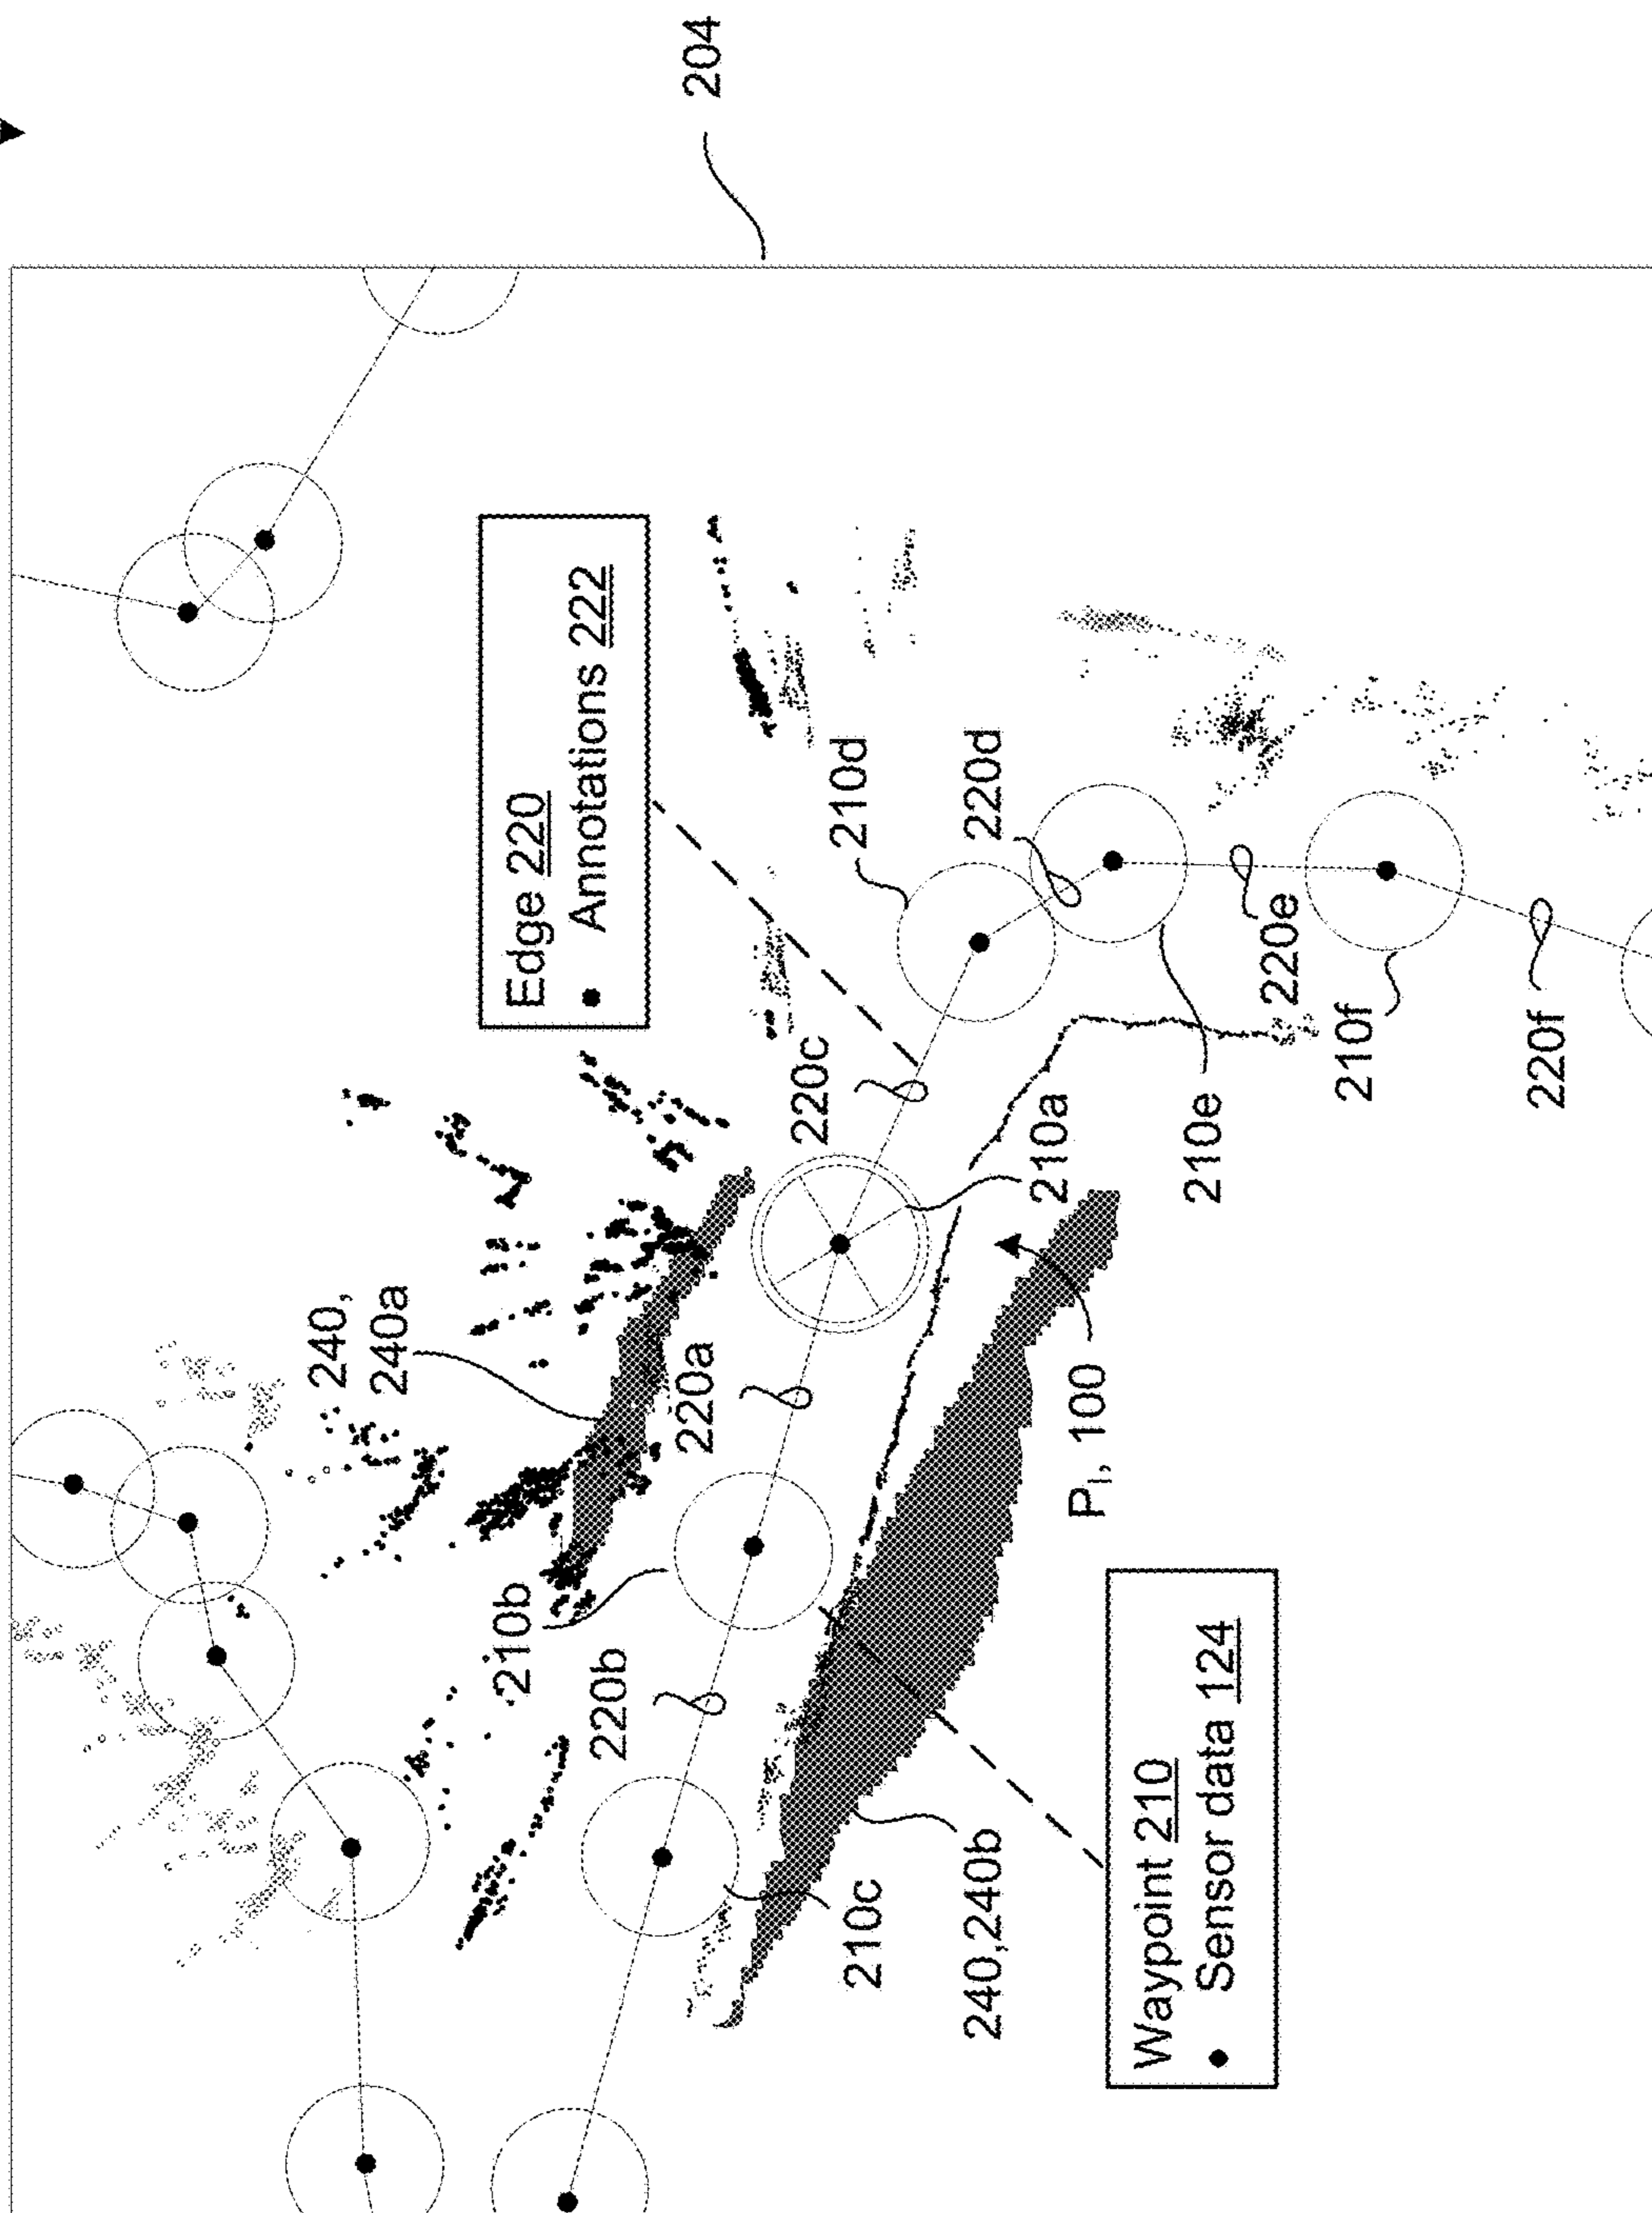 204
Edge 220
• Annotations 222
210d
220d
220c
240,
240a
220a
210a
220e
210e
210f
220f
210b
220b
P₁, 100
210c
240,240b
Waypoint 210
• Sensor data 124